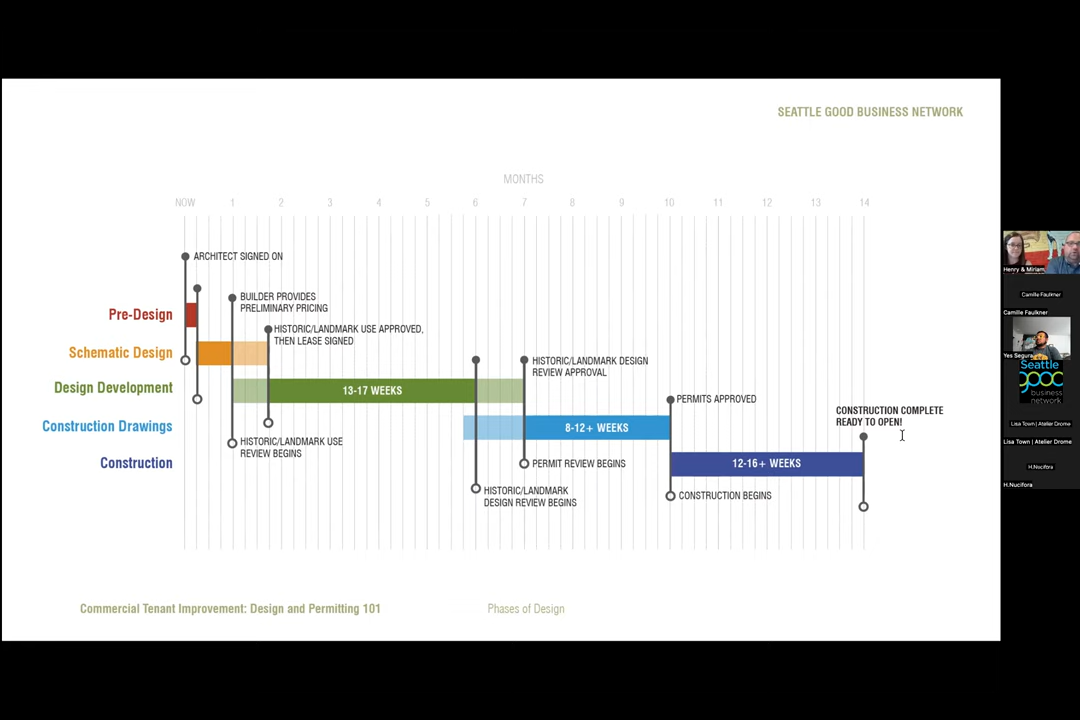 SEATTLE GOOD BUSINESS NETWORK
MONTHS
NOW 1 2 3 4 5 6 7 8 9 10 11 12 13 14
ARCHITECT SIGNED ON
BUILDER PROVIDES
PRELIMINARY PRICING
Pre-Design
HISTORIC/LANDMARK USE APPROVED,
THEN LEASE SIGNED
Schematic Design
HISTORIC/LANDMARK DESIGN
REVIEW APPROVAL
Design Development
13-17 WEEKS
PERMITS APPROVED
CONSTRUCTION COMPLETE
READY TO OPEN!
Construction Drawings
8-12+ WEEKS
HISTORIC/LANDMARK USE
REVIEW BEGINS
Construction
PERMIT REVIEW BEGINS
12-16+ WEEKS
HISTORIC/LANDMARK
DESIGN REVIEW BEGINS
CONSTRUCTION BEGINS
Commercial Tenant Improvement: Design and Permitting 101
Phases of Design
Henry & Miriam
Camille Faulkner
Camille Faulkner
Yes Segura
Seattle
good
business
network
Lisa Town | Atelier Drome
Lisa Town | Atelier Drome
H.Nucifora
H.Nucifora